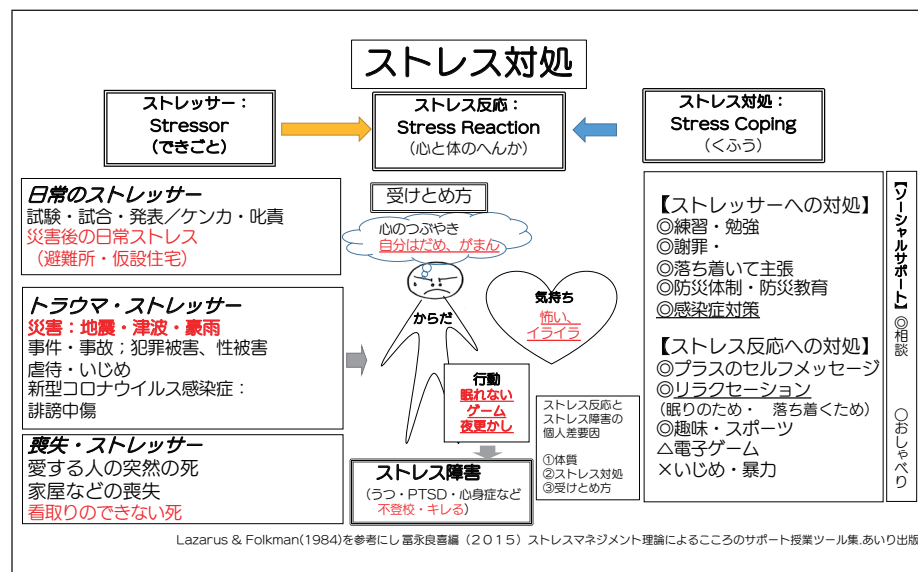 ストレス対処
ストレッサー：
Stressor
(できごと)
ストレス反応：
Stress Reaction
（心と体のへんか）
ストレス対処：
Stress Coping
（くふう）
日常のストレッサー
試験・試合・発表／ケンカ・叱責
災害後の日常ストレス
（避難所・仮設住宅）
トラウマ・ストレッサー
災害：地震・津波・豪雨
事件・事故；犯罪被害、性被害
虐待・いじめ
新型コロナウイルス感染症：
誹謗中傷
喪失・ストレッサー
愛する人の突然の死
家屋などの喪失
看取りのできない死
受けとめ方
心のつぶやき
自分はだめ、がまん
からだ
気持ち
怖い、
イライラ
行動
眠れない
ゲーム
夜更かし
ストレス障害
（うつ・PTSD・心身症など
不登校・キレる）
ストレス反応と
ストレス障害の
個人差要因
①体質
②ストレス対処
③受けとめ方
【ストレッサーへの対処】
◎練習・勉強
◎謝罪・
◎落ち着いて主張
◎防災体制・防災教育
◎感染症対策
【ストレス反応への対処】
◎プラスのセルフメッセージ
◎リラクセーション
（眠りのため・　落ち着くため）
◎趣味・スポーツ
△電子ゲーム
×いじめ・暴力
【ソーシャルサポート】
◎相談　　○おしゃべり
Lazarus & Folkman(1984)を参考にし 冨永良喜編（２０１５）ストレスマネジメント理論によるこころのサポート授業ツール集.あいり出版